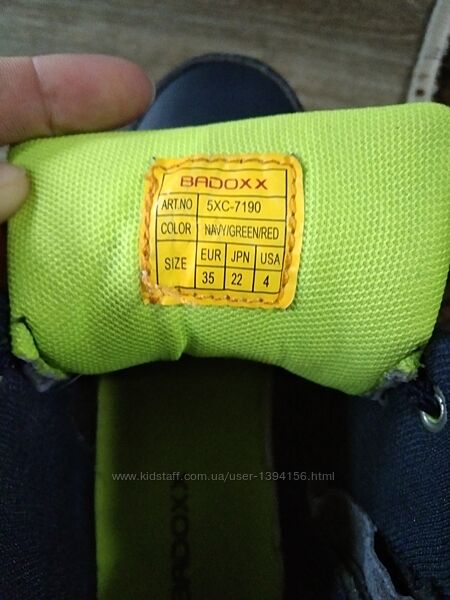 BADOXX
ART.NO 5XC-7190
COLOR NAVY/GREEN/RED
SIZE EUR JPN USA
35 22 4
www.kidstaff.com.ua/user-1394156.html
BADOXX